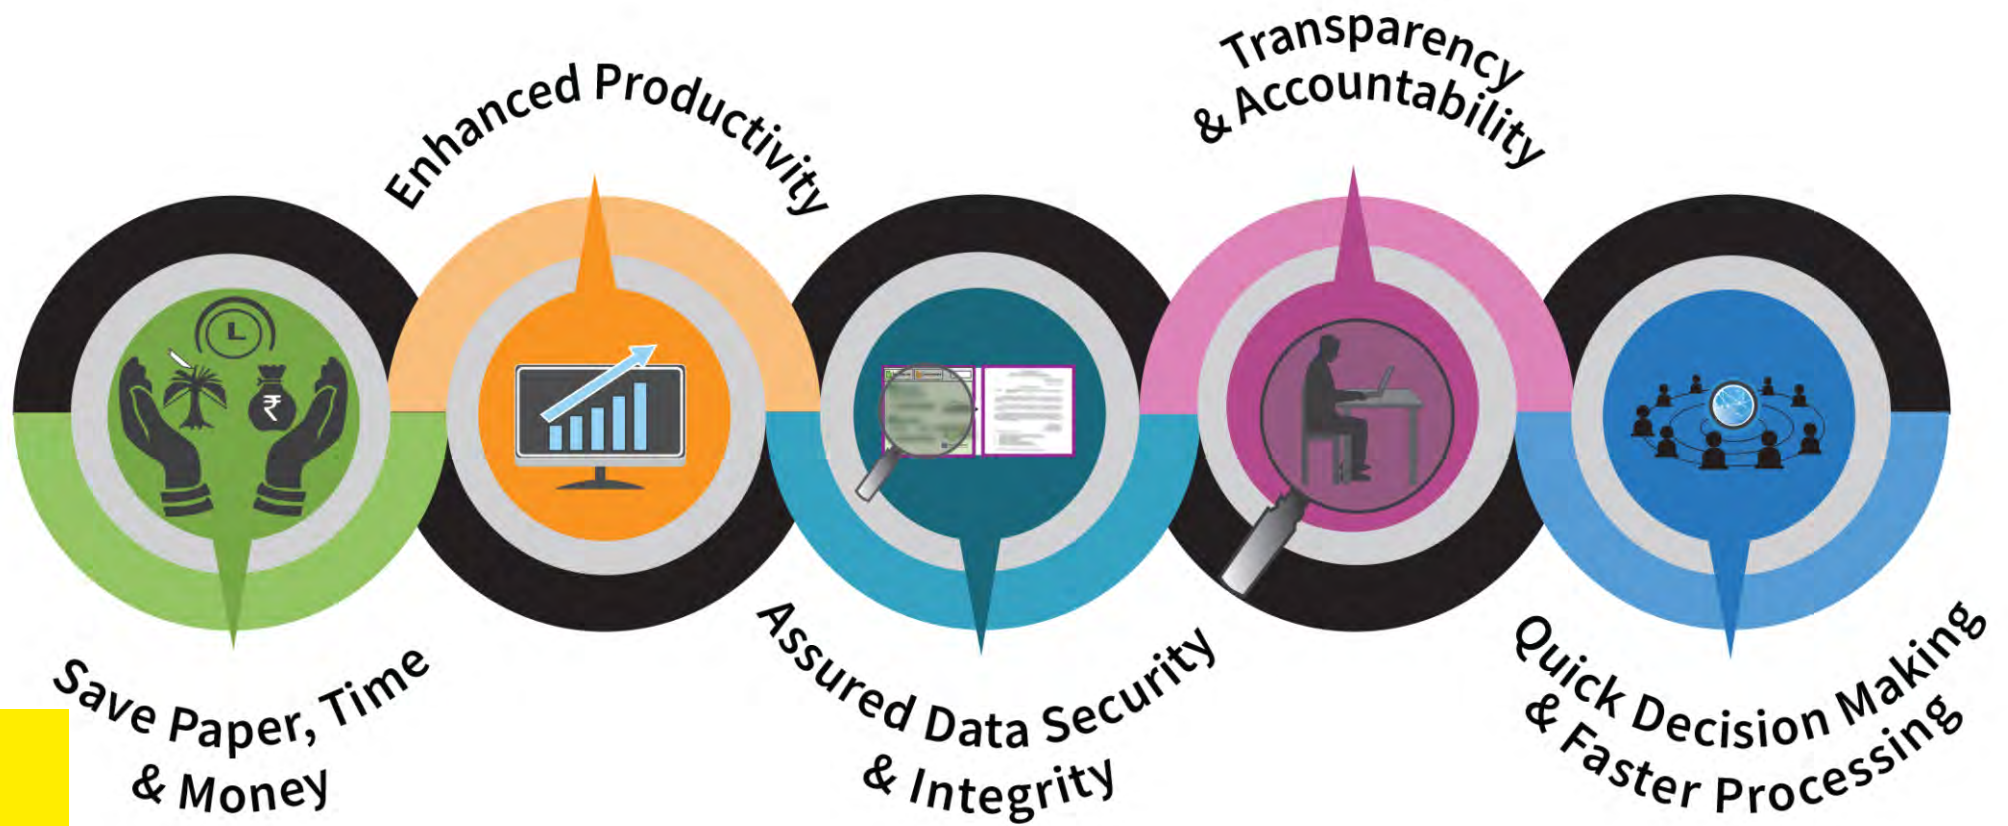 Save Paper, Time
& Money
Enhanced Productivity
Assured Data Security
& Integrity
Transparency
& Accountability
Quick Decision Making
& Faster Processing
₹